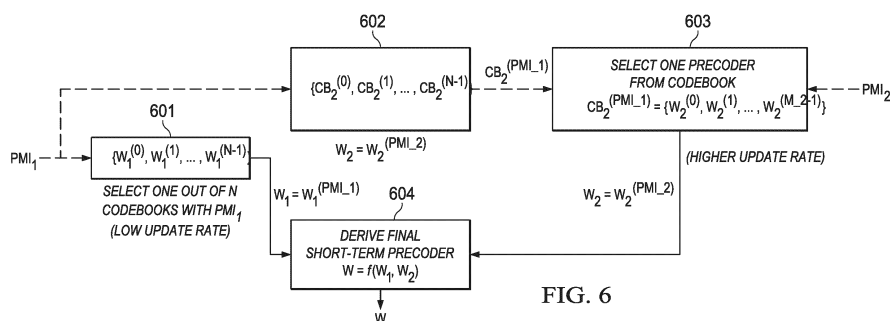 602
603
{CB₂⁽⁰⁾, CB₂⁽¹⁾, ... , CB₂⁽ᴺ⁻¹⁾}
CB₂^(PMI_1)
SELECT ONE PRECODER
FROM CODEBOOK
CB₂^(PMI_1) = {W₂^(0), W₂^(1), ... , W₂^(M_2-1)}
PMI₂
601
W₂ = W₂^(PMI_2)
PMI₁
{W₁^(0), W₁^(1), ... , W₁^(N-1)}
(HIGHER UPDATE RATE)
SELECT ONE OUT OF N
CODEBOOKS WITH PMI₁
(LOW UPDATE RATE)
W₁ = W₁^(PMI_1)
604
W₂ = W₂^(PMI_2)
DERIVE FINAL
SHORT-TERM PRECODER
W = f(W₁, W₂)
FIG. 6
W